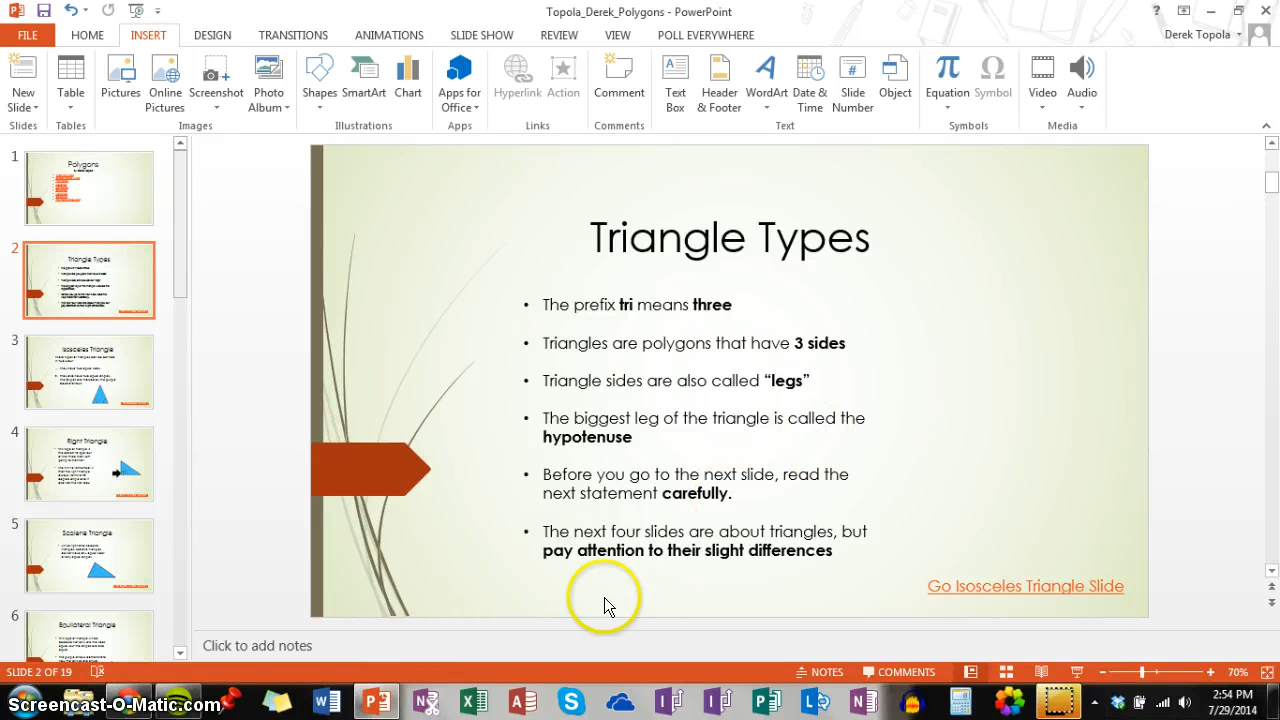 Topola_Derek_Polygons - PowerPoint
FILE HOME INSERT DESIGN TRANSITIONS ANIMATIONS SLIDE SHOW REVIEW VIEW POLL EVERYWHERE Derek Topola
New Slide
Table
Pictures
Online Pictures
Screenshot
Photo Album
Shapes
SmartArt
Chart
Apps for Office
Hyperlink
Action
Comment
Text Box
Header & Footer
WordArt
Date & Time
Slide Number
Object
Equation
Symbol
Video
Audio
Slides Tables Images Illustrations Apps Links Comments Text Symbols Media
1
Polygons
2
Triangle Types
3
Isosceles Triangle
4
Right Triangle
5
Scalene Triangle
6
Equilateral Triangle
Triangle Types
• The prefix tri means three
• Triangles are polygons that have 3 sides
• Triangle sides are also called “legs”
• The biggest leg of the triangle is called the
hypotenuse
• Before you go to the next slide, read the
next statement carefully.
• The next four slides are about triangles, but
pay attention to their slight differences
Go Isosceles Triangle Slide
Click to add notes
SLIDE 2 OF 19 NOTES COMMENTS 70%
Screencast-O-Matic.com
2:54 PM
7/29/2014